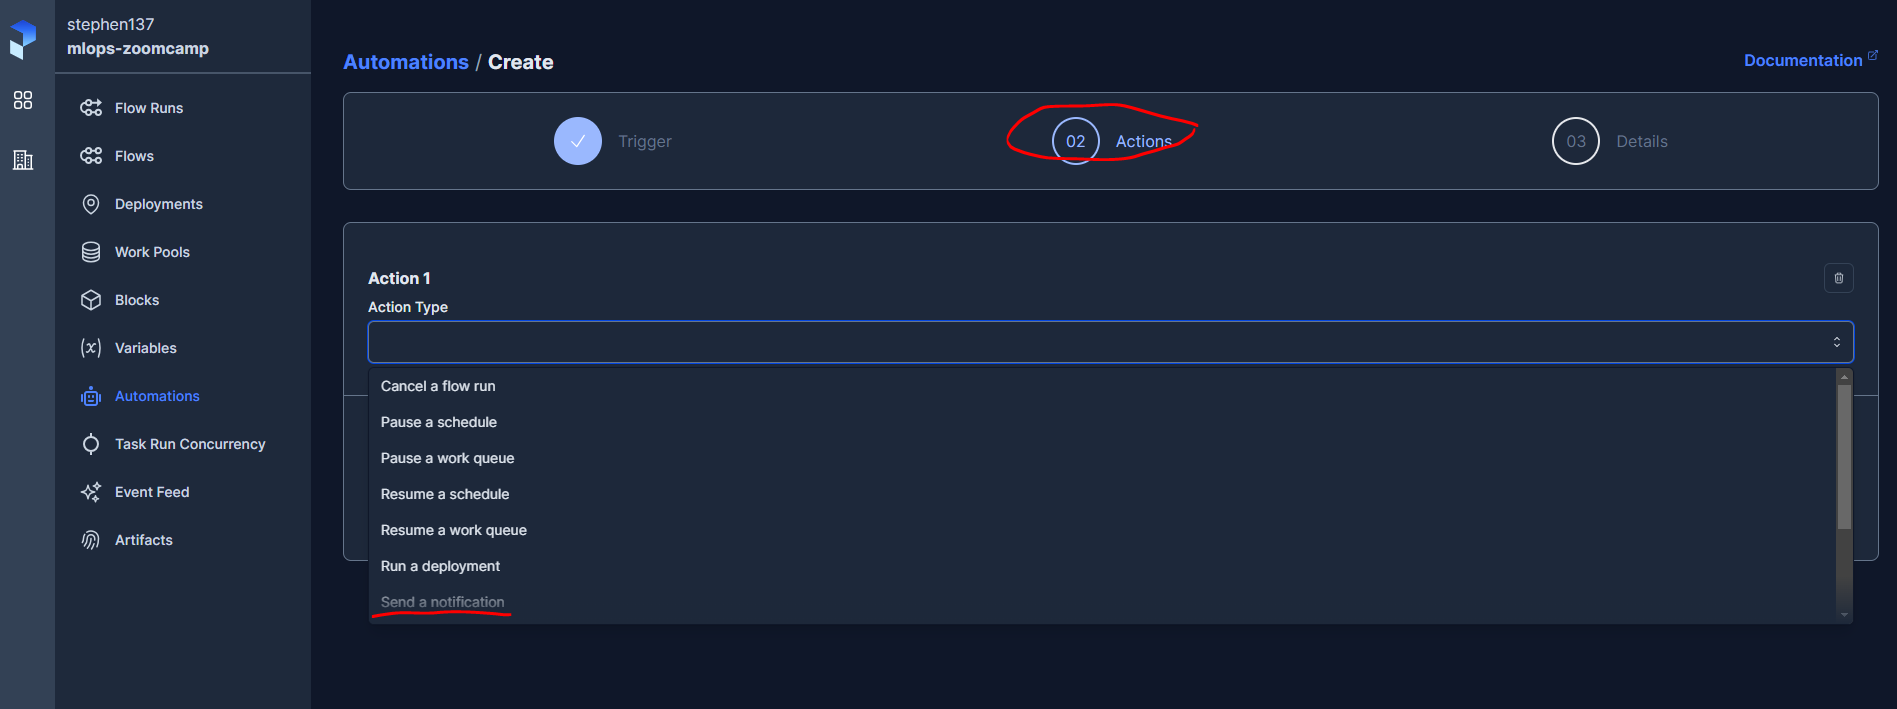 stephen137
mlops-zoomcamp
Flow Runs
Flows
Deployments
Work Pools
Blocks
Variables
Automations
Task Run Concurrency
Event Feed
Artifacts
Automations / Create
Documentation
Trigger
02 Actions
03 Details
Action 1
Action Type
Cancel a flow run
Pause a schedule
Pause a work queue
Resume a schedule
Resume a work queue
Run a deployment
Send a notification